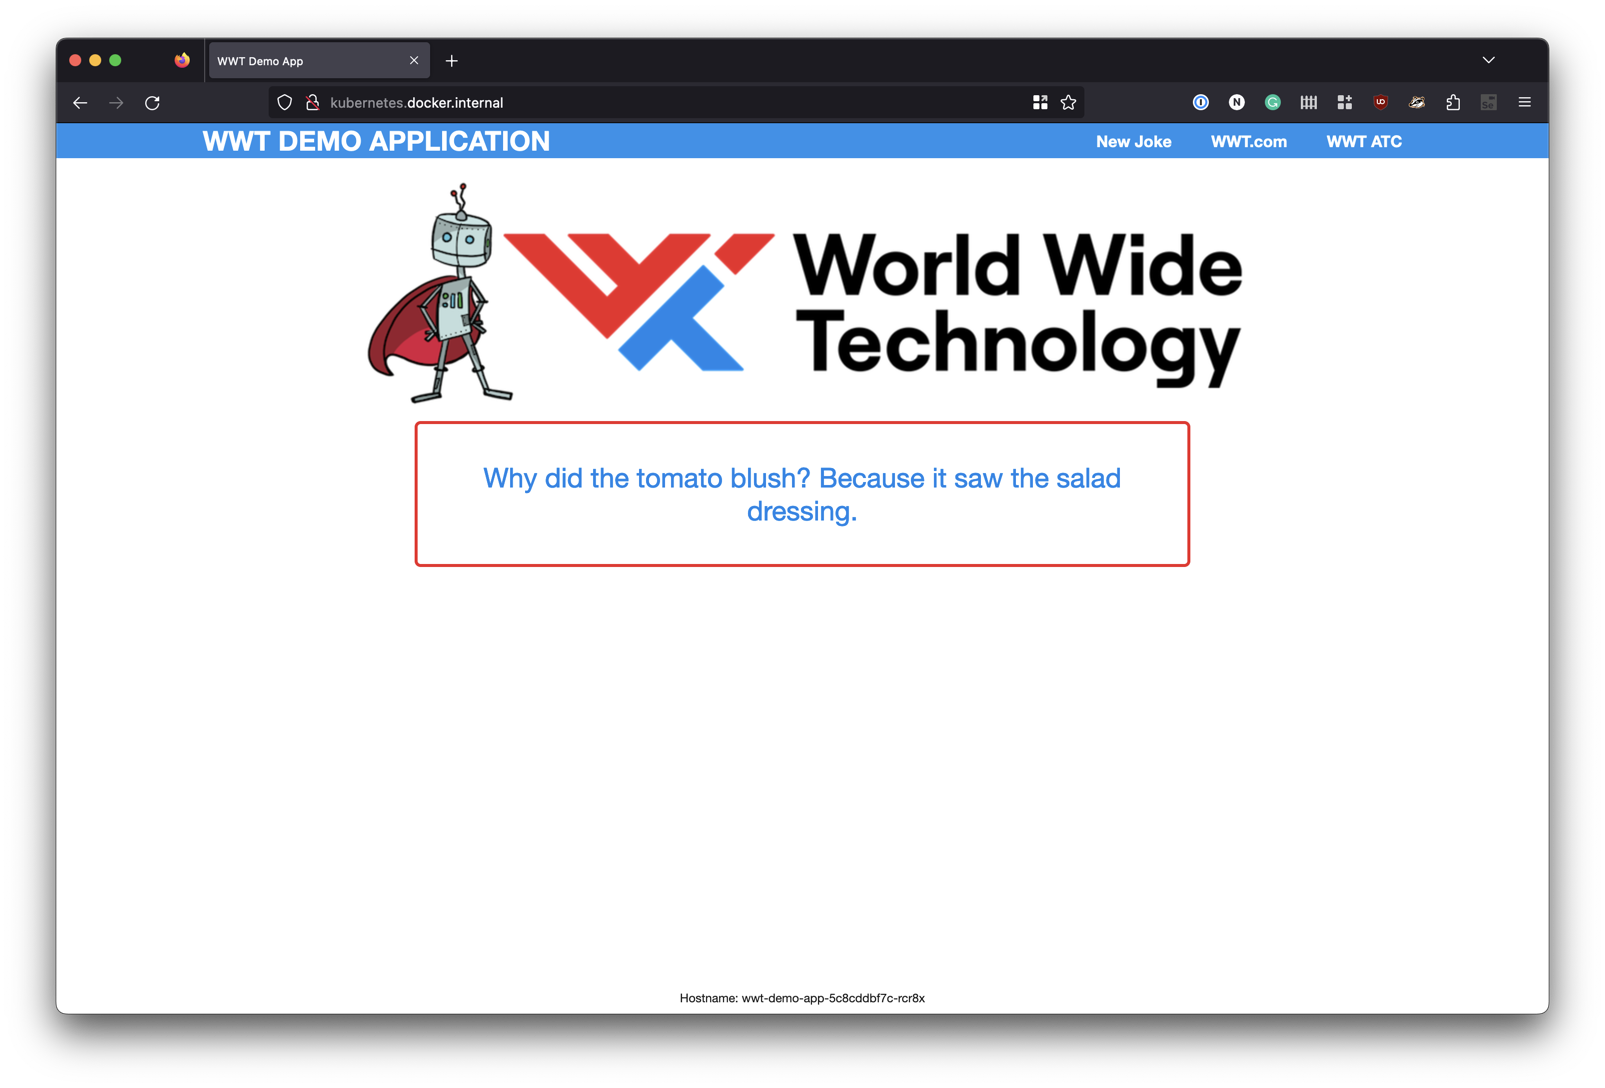 WWT Demo App
kubernetes.docker.internal
WWT DEMO APPLICATION
New Joke
WWT.com
WWT ATC
World Wide
Technology
Why did the tomato blush? Because it saw the salad
dressing.
Hostname: wwt-demo-app-5c8cddbf7c-rcr8x